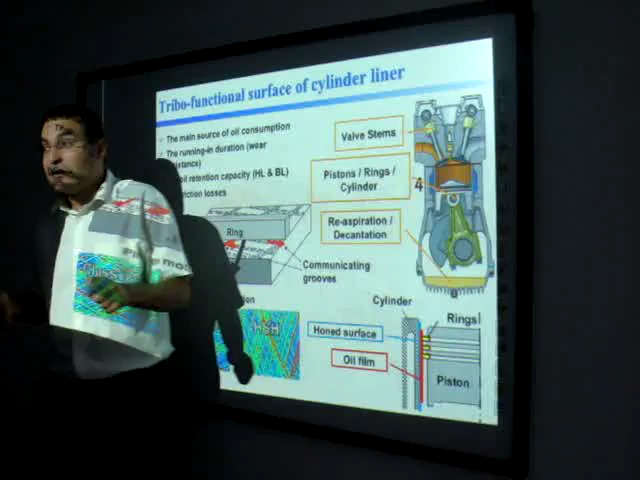 Tribo-functional surface of cylinder liner
The main source of oil consumption
The running-in duration (wear
oil retention capacity (HL & BL)
losses
Valve Stems
Pistons / Rings /
Cylinder
4
Re-aspiration /
Decantation
Ring
Communicating
grooves
Cylinder
Rings
Honed surface
Oil film
Piston
HSH